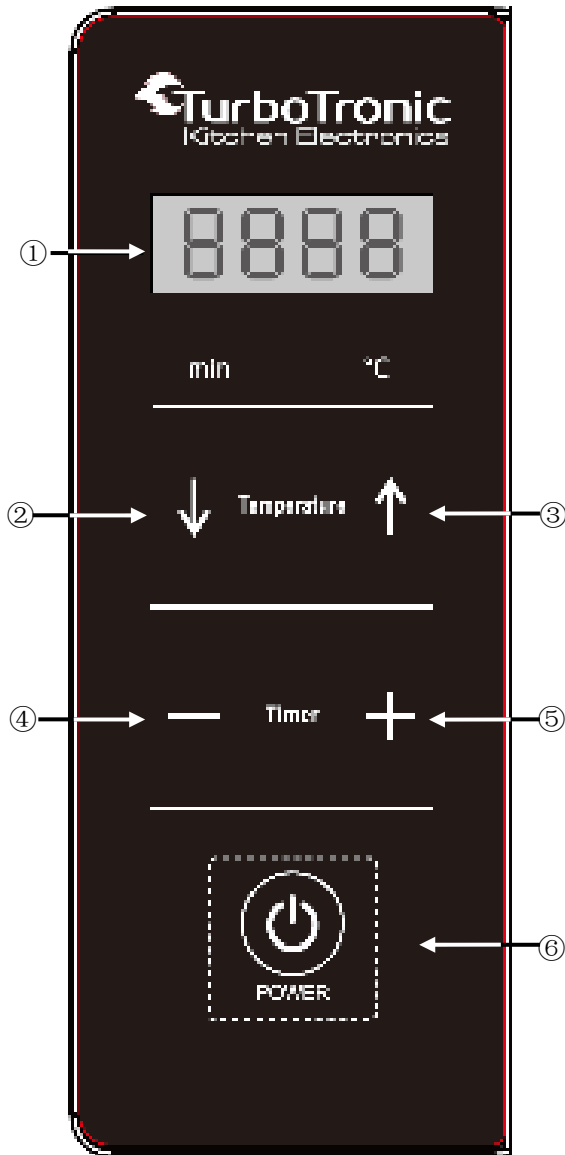 TurboTronic
Kitchen Electronics
① 8888
min °C
② Temperature ③
④ − Timer + ⑤
⑥
POWER